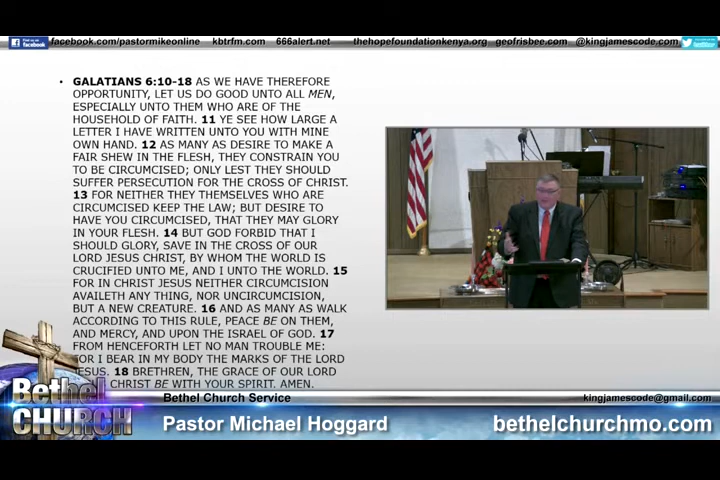 Find us on facebook facebook.com/pastormikeonline kbtrfm.com 666alert.net thehopefoundationkenya.org geofrisbee.com @kingjamescode.com twitter
• GALATIANS 6:10-18 AS WE HAVE THEREFORE
OPPORTUNITY, LET US DO GOOD UNTO ALL MEN,
ESPECIALLY UNTO THEM WHO ARE OF THE
HOUSEHOLD OF FAITH. 11 YE SEE HOW LARGE A
LETTER I HAVE WRITTEN UNTO YOU WITH MINE
OWN HAND. 12 AS MANY AS DESIRE TO MAKE A
FAIR SHEW IN THE FLESH, THEY CONSTRAIN YOU
TO BE CIRCUMCISED; ONLY LEST THEY SHOULD
SUFFER PERSECUTION FOR THE CROSS OF CHRIST.
13 FOR NEITHER THEY THEMSELVES WHO ARE
CIRCUMCISED KEEP THE LAW; BUT DESIRE TO
HAVE YOU CIRCUMCISED, THAT THEY MAY GLORY
IN YOUR FLESH. 14 BUT GOD FORBID THAT I
SHOULD GLORY, SAVE IN THE CROSS OF OUR
LORD JESUS CHRIST, BY WHOM THE WORLD IS
CRUCIFIED UNTO ME, AND I UNTO THE WORLD. 15
FOR IN CHRIST JESUS NEITHER CIRCUMCISION
AVAILETH ANY THING, NOR UNCIRCUMCISION,
BUT A NEW CREATURE. 16 AND AS MANY AS WALK
ACCORDING TO THIS RULE, PEACE BE ON THEM,
AND MERCY, AND UPON THE ISRAEL OF GOD. 17
FROM HENCEFORTH LET NO MAN TROUBLE ME:
FOR I BEAR IN MY BODY THE MARKS OF THE LORD
JESUS. 18 BRETHREN, THE GRACE OF OUR LORD
CHRIST BE WITH YOUR SPIRIT. AMEN.
Bethel Church Service kingjamescode@gmail.com
Bethel
CHURCH
Pastor Michael Hoggard bethelchurchmo.com